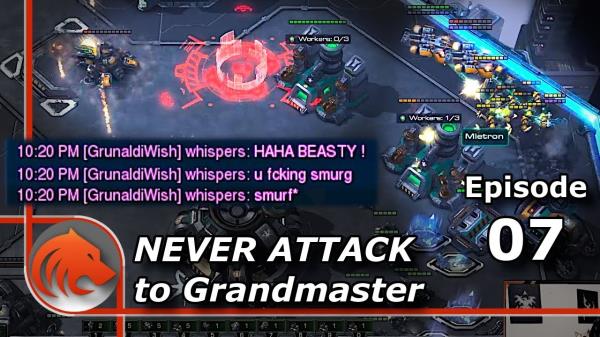 Workers: 0/3
Workers: 1/3
Mietron
10:20 PM [GrunaldiWish] whispers: HAHA BEASTY !
10:20 PM [GrunaldiWish] whispers: u fcking smurg
10:20 PM [GrunaldiWish] whispers: smurf*
Episode
07
NEVER ATTACK
to Grandmaster